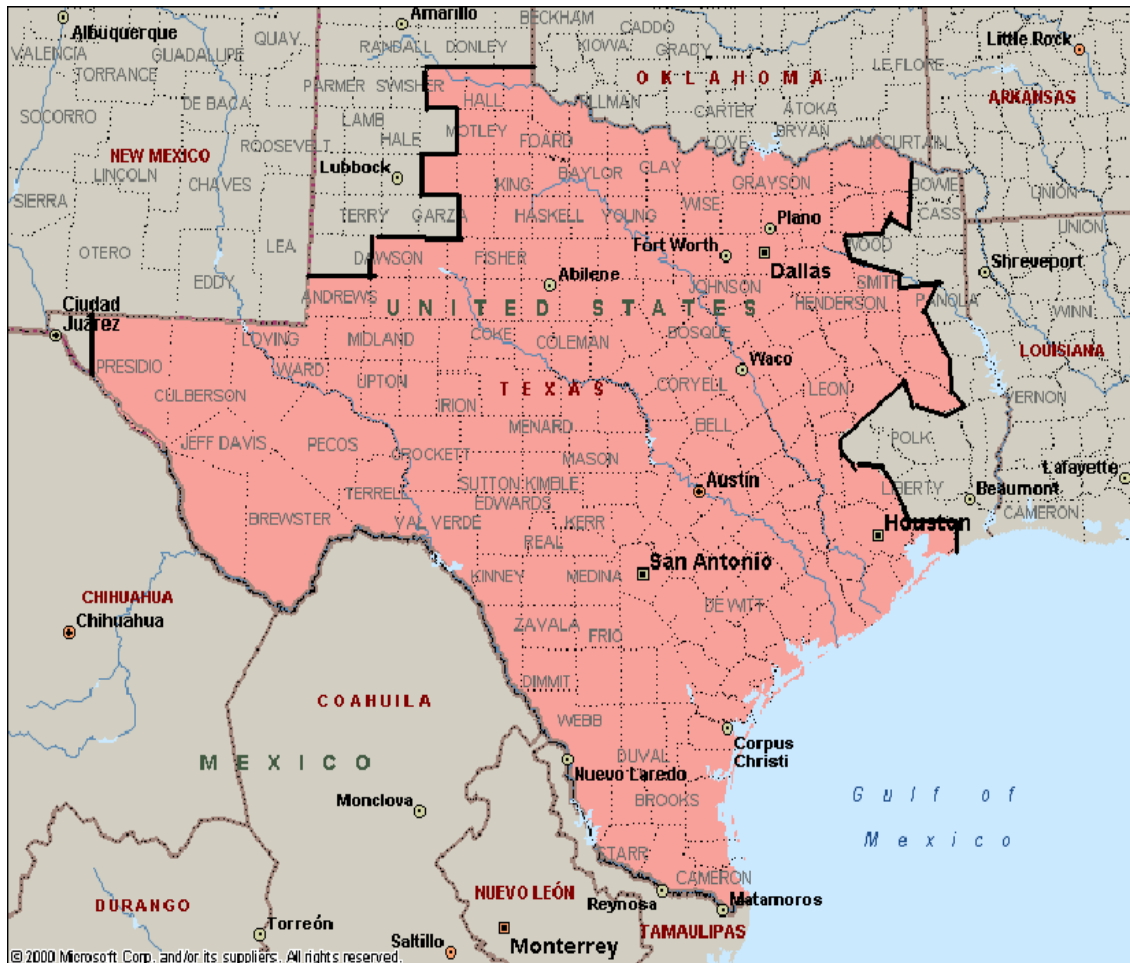 Amarillo
BECKHAM
CADDO
Albuquerque
QUAY
RANDALL
DONLEY
KIOWA
GRADY
Little Rock
VALENCIA
GUADALUPE
LE FLORE
TORRANCE
PARMER
SWISHER
OKLAHOMA
ARKANSAS
DE BACA
HALL
TILLMAN
CARTER
ATOKA
SOCORRO
LAMB
MOTLEY
BRYAN
HALE
FOARD
LOVE
MCCURTAIN
NEW MEXICO
ROOSEVELT
LINCOLN
Lubbock
BAYLOR
CLAY
CHAVES
KING
GRAYSON
BOWIE
UNION
SIERRA
TERRY
GARZA
HASKELL
YOUNG
WISE
Plano
CASS
UNION
OTERO
LEA
DAWSON
FISHER
Fort Worth
WOOD
Dallas
Shreveport
EDDY
Abilene
JOHNSON
SMITH
ANDREWS
HENDERSON
PANOLA
Ciudad
Juárez
UNITED STATES
WINN
LOVING
MIDLAND
COKE
COLEMAN
BOSQUE
LOUISIANA
PRESIDIO
WARD
Waco
CULBERSON
UPTON
TEXAS
CORYELL
LEON
VERNON
IRION
JEFF DAVIS
PECOS
MENARD
BELL
POLK
CROCKETT
MASON
Lafayette
TERRELL
SUTTON
KIMBLE
Austin
LIBERTY
Beaumont
EDWARDS
CAMERON
BREWSTER
VAL VERDE
KERR
Houston
REAL
San Antonio
KINNEY
MEDINA
CHIHUAHUA
DE WITT
Chihuahua
ZAVALA
FRIO
DIMMIT
COAHUILA
WEBB
Corpus
Christi
DUVAL
MEXICO
Nuevo Laredo
Monclova
BROOKS
Gulf of
Mexico
STARR
CAMERON
NUEVO LEÓN
Reynosa
Matamoros
DURANGO
Torreón
TAMAULIPAS
Saltillo
Monterrey
© 2000 Microsoft Corp. and/or its suppliers. All rights reserved.